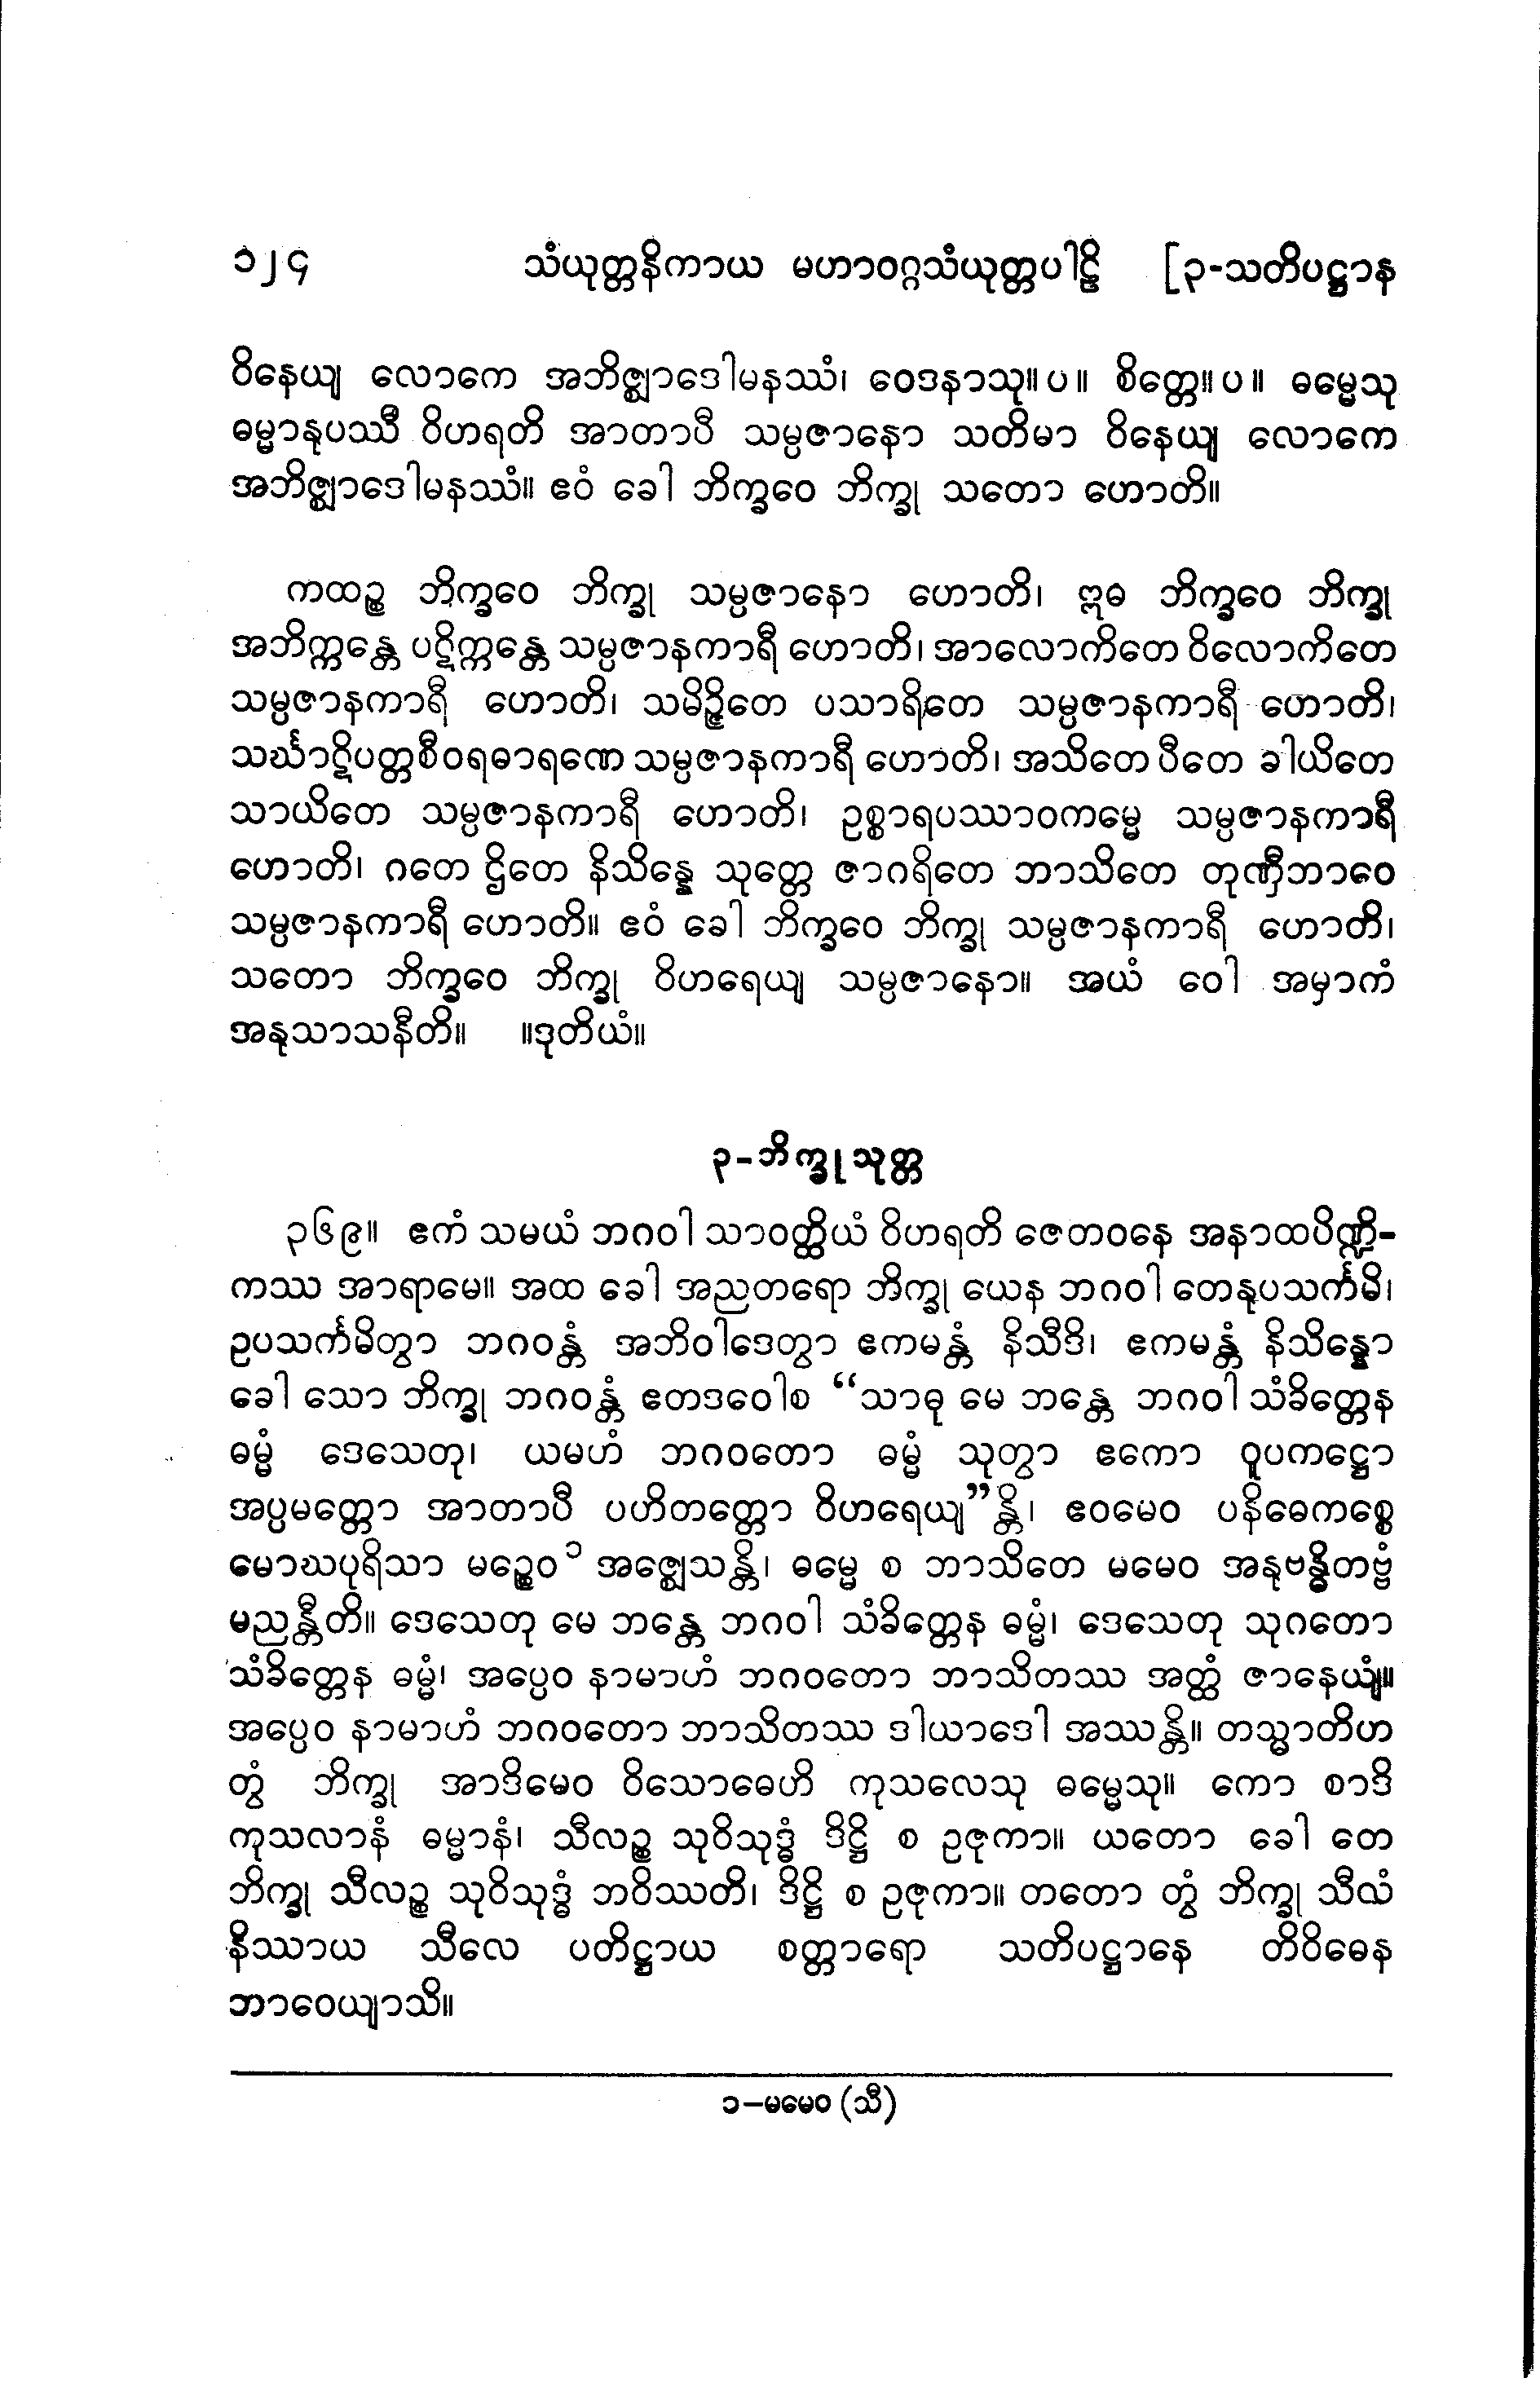 ၁၂၄ သံယုတ္တနိကာယ မဟာဝဂ္ဂသံယုတ္တပါဠိ [၃-သတိပဋ္ဌာန
ဝိနေယျ လောကေ အဘိဇ္ဈာဒေါမနဿံ၊ ဝေဒနာသု။ပ။ စိတ္တေ။ပ။ ဓမ္မေသု
ဓမ္မာနုပဿီ ဝိဟရတိ အာတာပီ သမ္ပဇာနော သတိမာ ဝိနေယျ လောကေ
အဘိဇ္ဈာဒေါမနဿံ။ ဧဝံ ခေါ ဘိက္ခဝေ ဘိက္ခု သတော ဟောတိ။
ကထဉ္စ ဘိက္ခဝေ ဘိက္ခု သမ္ပဇာနော ဟောတိ၊ ဣဓ ဘိက္ခဝေ ဘိက္ခု
အဘိက္ကန္တေ ပဋိက္ကန္တေ သမ္ပဇာနကာရီ ဟောတိ၊ အာလောကိတေ ဝိလောကိတေ
သမ္ပဇာနကာရီ ဟောတိ၊ သမိဉ္ဇိတေ ပသာရိတေ သမ္ပဇာနကာရီ ဟောတိ၊
သင်္ဃာဋိပတ္တစီဝရဓာရဏေ သမ္ပဇာနကာရီ ဟောတိ၊ အသိတေ ပီတေ ခါယိတေ
သာယိတေ သမ္ပဇာနကာရီ ဟောတိ၊ ဥစ္စာရပဿာဝကမ္မေ သမ္ပဇာနကာရီ
ဟောတိ၊ ဂတေ ဌိတေ နိသိန္နေ သုတ္တေ ဇာဂရိတေ ဘာသိတေ တုဏှီဘာဝေ
သမ္ပဇာနကာရီ ဟောတိ။ ဧဝံ ခေါ ဘိက္ခဝေ ဘိက္ခု သမ္ပဇာနကာရီ ဟောတိ၊
သတော ဘိက္ခဝေ ဘိက္ခု ဝိဟရေယျ သမ္ပဇာနော။ အယံ ဝေါ အမှာကံ
အနုသာသနီတိ။ ။ဒုတိယံ။
၃-ဘိက္ခုသုတ္တ
၃၆၉။ ဧကံ သမယံ ဘဂဝါ သာဝတ္ထိယံ ဝိဟရတိ ဇေတဝနေ အနာထပိဏ္ဍိ-
ကဿ အာရာမေ။ အထ ခေါ အညတရော ဘိက္ခု ယေန ဘဂဝါ တေနုပသင်္ကမိ၊
ဥပသင်္ကမိတွာ ဘဂဝန္တံ အဘိဝါဒေတွာ ဧကမန္တံ နိသီဒိ၊ ဧကမန္တံ နိသိန္နော
ခေါ သော ဘိက္ခု ဘဂဝန္တံ ဧတဒဝေါစ “သာဓု မေ ဘန္တေ ဘဂဝါ သံခိတ္တေန
ဓမ္မံ ဒေသေတု၊ ယမဟံ ဘဂဝတော ဓမ္မံ သုတွာ ဧကော ဝူပကဋ္ဌော
အပ္ပမတ္တော အာတာပီ ပဟိတတ္တော ဝိဟရေယျ”န္တိ၊ ဧဝမေဝ ပနိဓေကစ္စေ
မောဃပုရိသာ မဉ္စေဝ ၁ အဇ္ဈေသန္တိ၊ ဓမ္မေ စ ဘာသိတေ မမေဝ အနုဗန္ဓိတဗ္ဗံ
မညန္တီတိ။ ဒေသေတု မေ ဘန္တေ ဘဂဝါ သံခိတ္တေန ဓမ္မံ၊ ဒေသေတု သုဂတော
သံခိတ္တေန ဓမ္မံ၊ အပ္ပေဝ နာမာဟံ ဘဂဝတော ဘာသိတဿ အတ္ထံ ဇာနေယျံ။
အပ္ပေဝ နာမာဟံ ဘဂဝတော ဘာသိတဿ ဒါယာဒေါ အဿန္တိ။ တသ္မာတိဟ
တွံ ဘိက္ခု အာဒိမေဝ ဝိသောဓေဟိ ကုသလေသု ဓမ္မေသု။ ကော စာဒိ
ကုသလာနံ ဓမ္မာနံ၊ သီလဉ္စ သုဝိသုဒ္ဓံ ဒိဋ္ဌိ စ ဥဇုကာ။ ယတော ခေါ တေ
ဘိက္ခု သီလဉ္စ သုဝိသုဒ္ဓံ ဘဝိဿတိ၊ ဒိဋ္ဌိ စ ဥဇုကာ။ တတော တွံ ဘိက္ခု သီလံ
နိဿာယ သီလေ ပတိဋ္ဌာယ စတ္တာရော သတိပဋ္ဌာနေ တိဝိဓေန
ဘာဝေယျာသိ။
၁−မမေဝ (သီ)